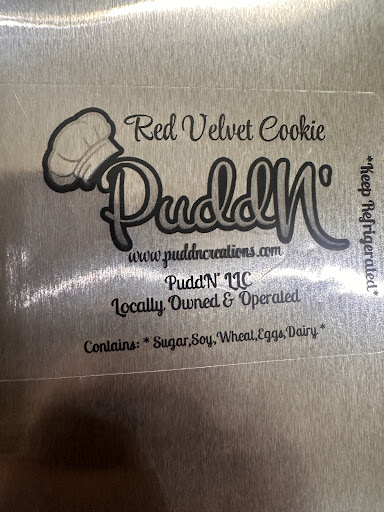 Red Velvet Cookie
PuddN'
www.puddncreations.com
PuddN' LLC
Locally Owned & Operated
Contains: * Sugar,Soy,Wheat,Eggs,Dairy.*
*Keep Refrigerated*